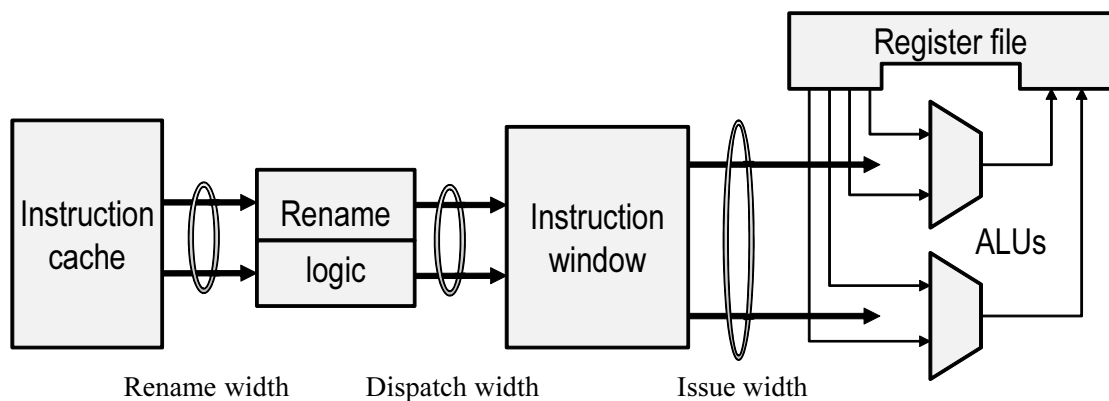 Register file
Instruction
cache
Rename
logic
Instruction
window
ALUs
Rename width
Dispatch width
Issue width